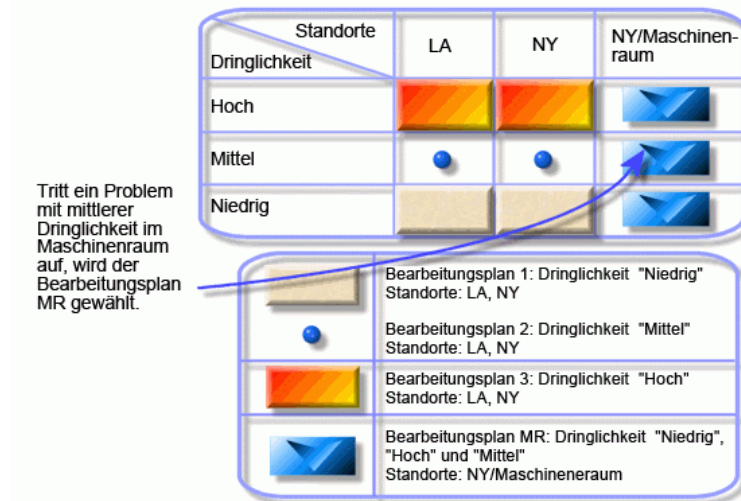 Standorte
Dringlichkeit
LA
NY
NY/Maschinen-
raum
Hoch
Mittel
Niedrig
Tritt ein Problem
mit mittlerer
Dringlichkeit im
Maschinenraum
auf, wird der
Bearbeitungsplan
MR gewählt.
Bearbeitungsplan 1: Dringlichkeit "Niedrig"
Standorte: LA, NY
Bearbeitungsplan 2: Dringlichkeit "Mittel"
Standorte: LA, NY
Bearbeitungsplan 3: Dringlichkeit "Hoch"
Standorte: LA, NY
Bearbeitungsplan MR: Dringlichkeit "Niedrig",
"Hoch" und "Mittel"
Standorte: NY/Maschineneraum